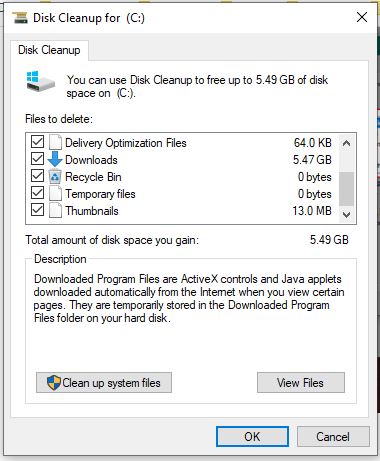 Disk Cleanup for (C:)
Disk Cleanup
You can use Disk Cleanup to free up to 5.49 GB of disk
space on (C:).
Files to delete:
Delivery Optimization Files 64.0 KB
Downloads 5.47 GB
Recycle Bin 0 bytes
Temporary files 0 bytes
Thumbnails 13.0 MB
Total amount of disk space you gain: 5.49 GB
Description
Downloaded Program Files are ActiveX controls and Java applets
downloaded automatically from the Internet when you view certain
pages. They are temporarily stored in the Downloaded Program
Files folder on your hard disk.
Clean up system files View Files
OK Cancel